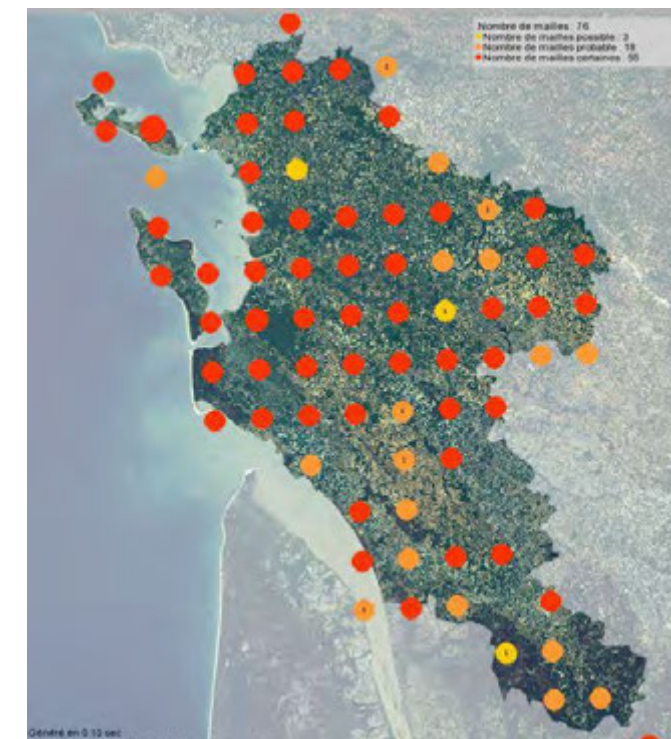 Nombre de mailles : 76
Nombre de mailles possible : 3
Nombre de mailles probable : 18
Nombre de mailles certaines : 55
Généré en 0.10 sec